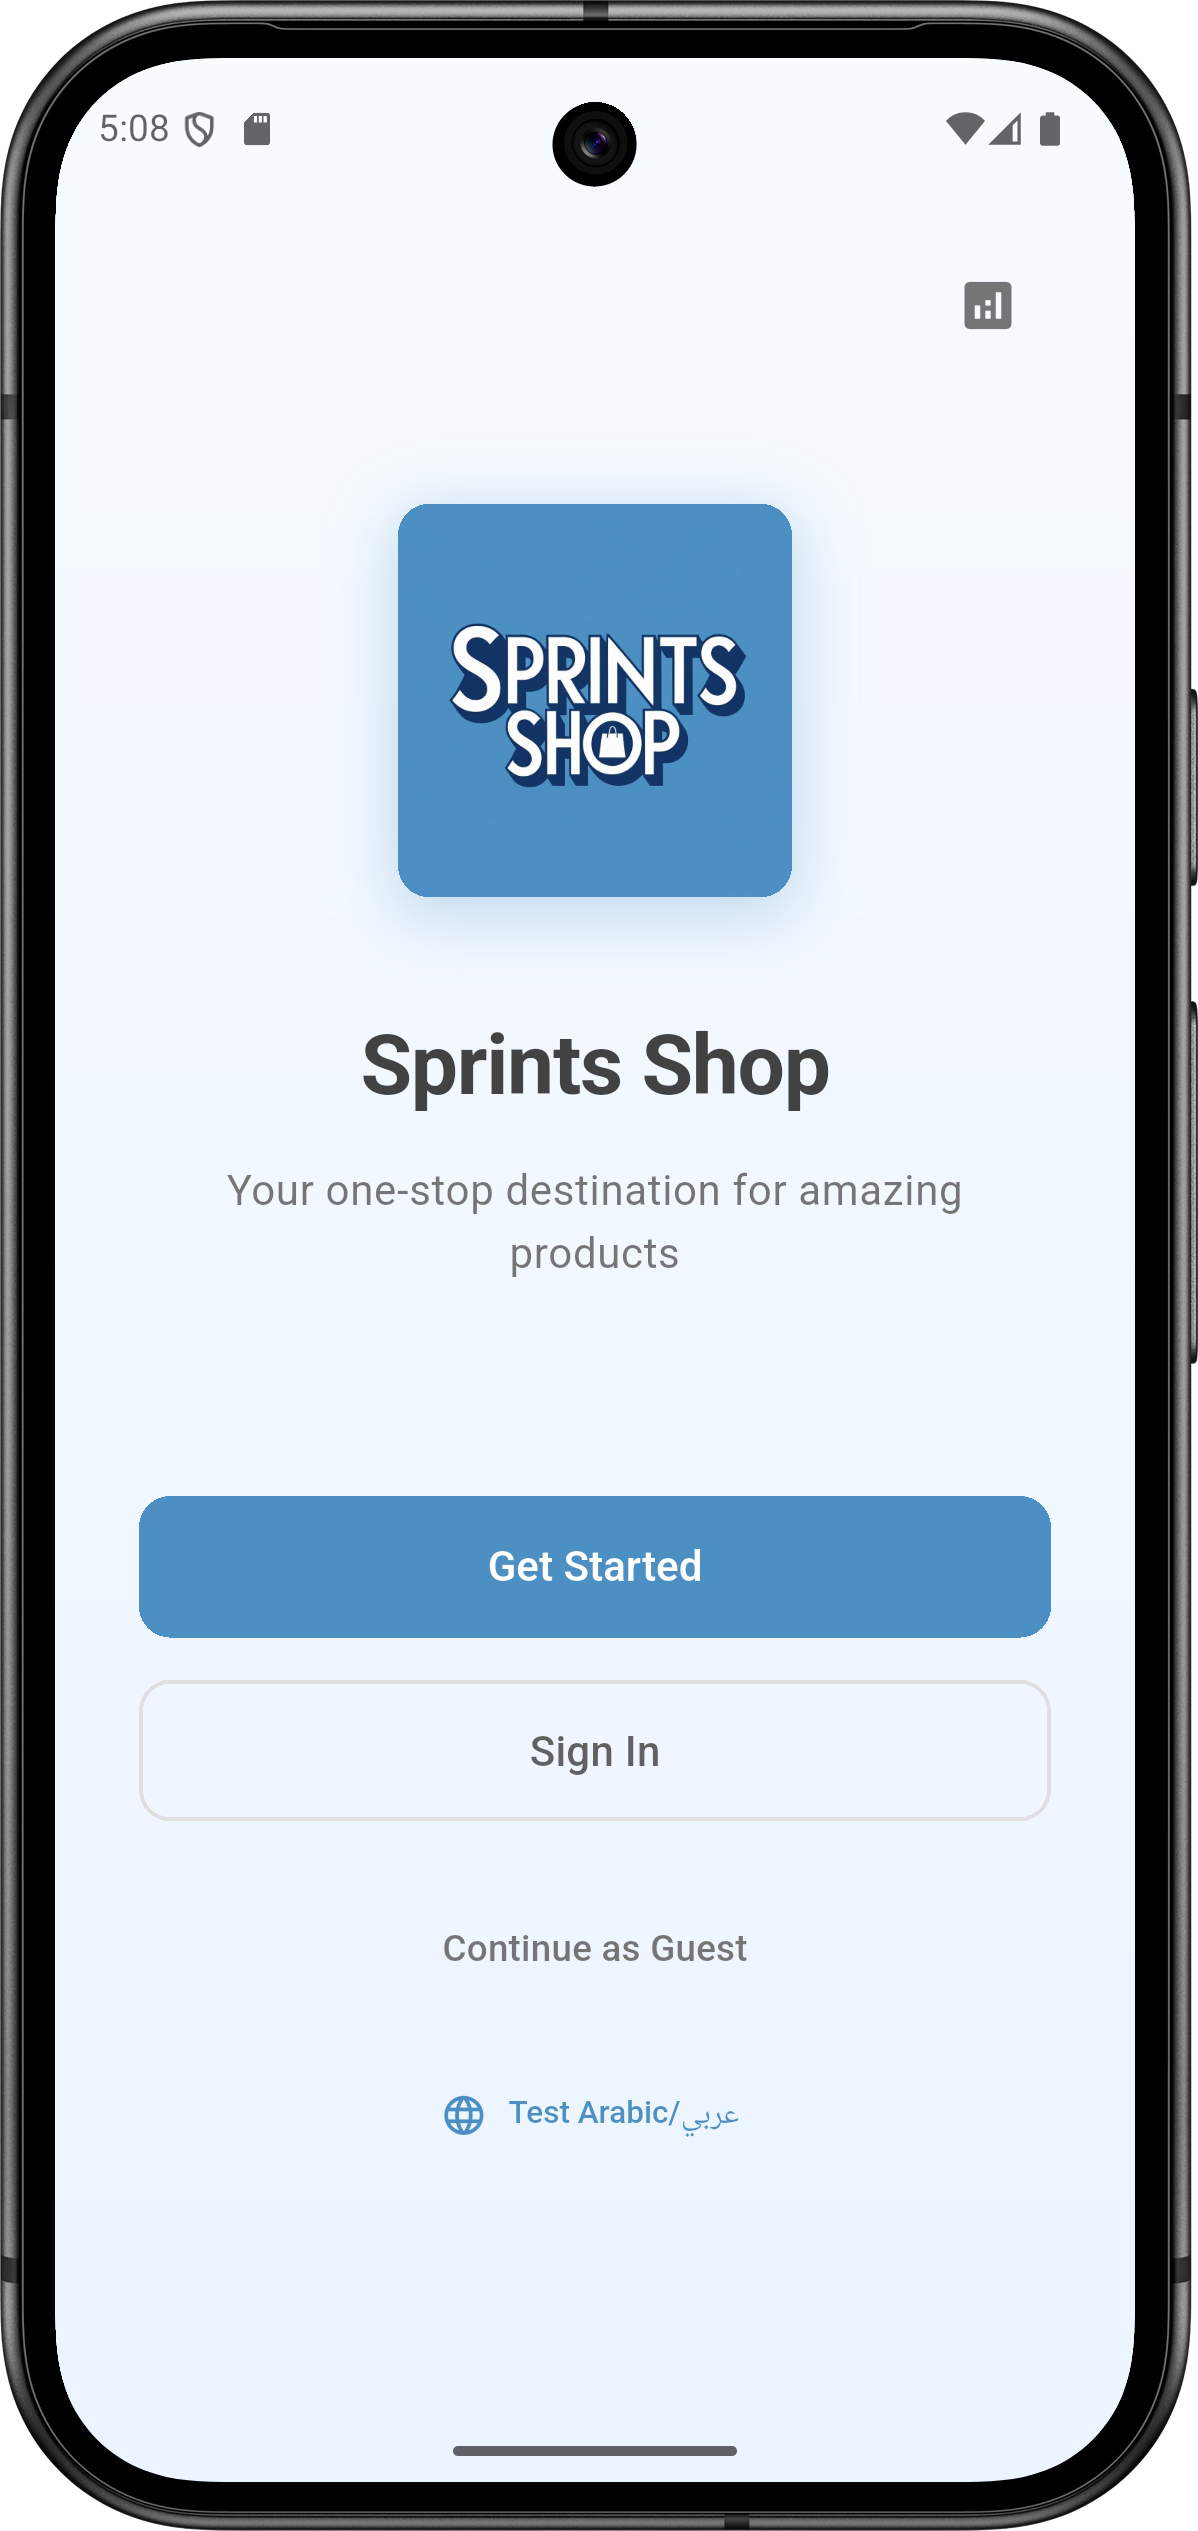 5:08
SPRINTS
SHOP
Sprints Shop
Your one-stop destination for amazing
products
Get Started
Sign In
Continue as Guest
Test Arabic/عربي